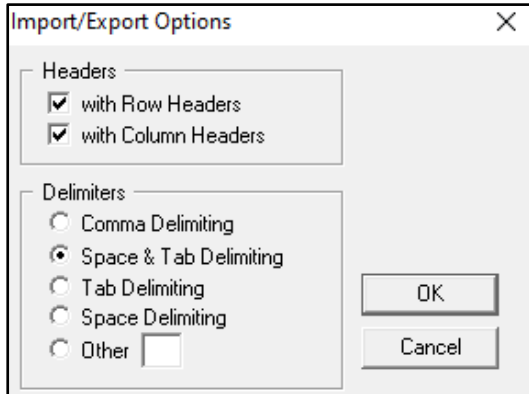 Import/Export Options
Headers
with Row Headers
with Column Headers
Delimiters
Comma Delimiting
Space & Tab Delimiting
Tab Delimiting
Space Delimiting
Other
OK
Cancel